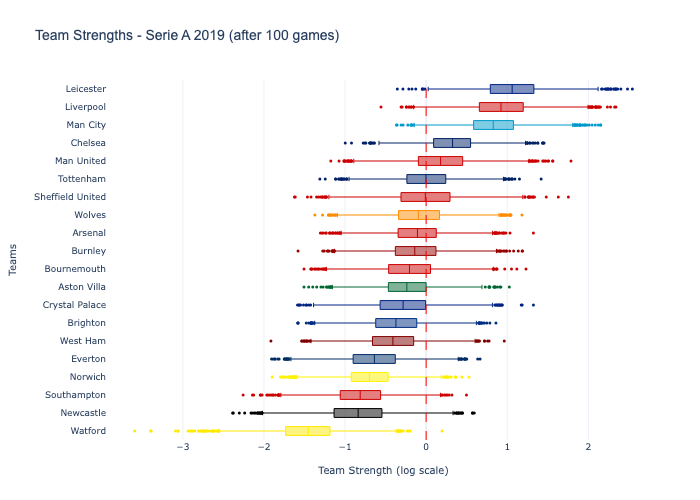 Team Strengths - Serie A 2019 (after 100 games)
Leicester
Liverpool
Man City
Chelsea
Man United
Tottenham
Sheffield United
Wolves
Arsenal
Burnley
Bournemouth
Aston Villa
Crystal Palace
Brighton
West Ham
Everton
Norwich
Southampton
Newcastle
Watford
Teams
−3 −2 −1 0 1 2
Team Strength (log scale)